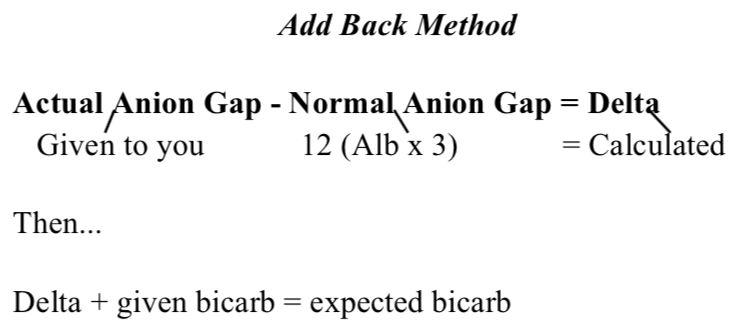 Add Back Method
Actual Anion Gap - Normal Anion Gap = Delta
Given to you 12 (Alb x 3) = Calculated
Then...
Delta + given bicarb = expected bicarb